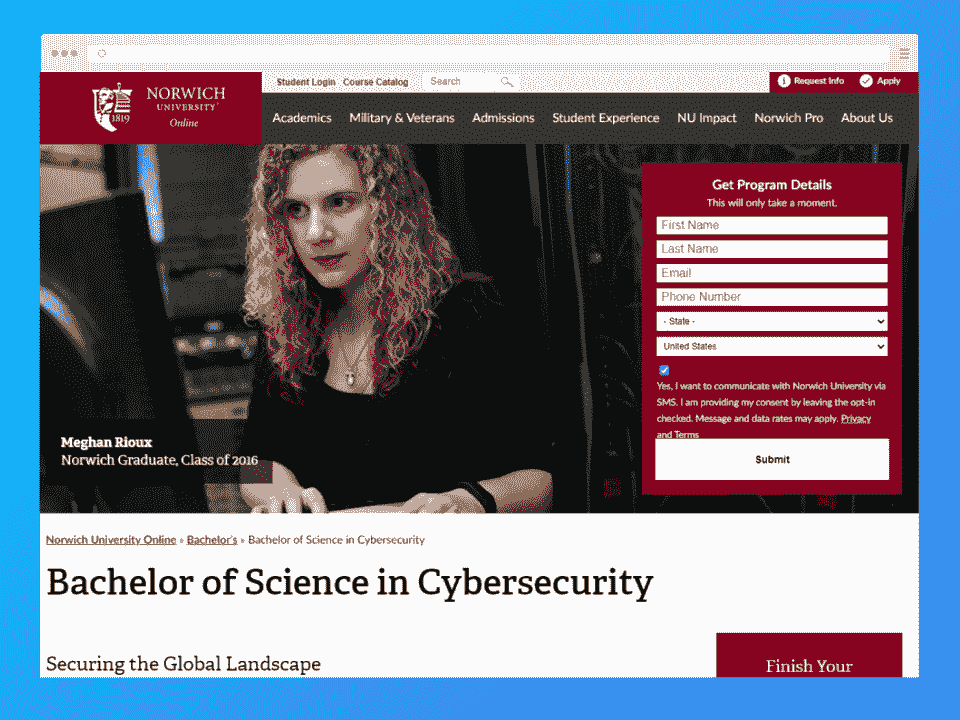 Student Login Course Catalog Search
Request Info Apply
NORWICH
UNIVERSITY
Online
1819
Academics Military & Veterans Admissions Student Experience NU Impact Norwich Pro About Us
Get Program Details
This will only take a moment.
First Name
Last Name
Email
Phone Number
- State -
United States
Yes, I want to communicate with Norwich University via
SMS. I am providing my consent by leaving the opt-in
checked. Message and data rates may apply. Privacy
and Terms
Submit
Meghan Rioux
Norwich Graduate, Class of 2016
Norwich University Online » Bachelor's » Bachelor of Science in Cybersecurity
Bachelor of Science in Cybersecurity
Securing the Global Landscape
Finish Your